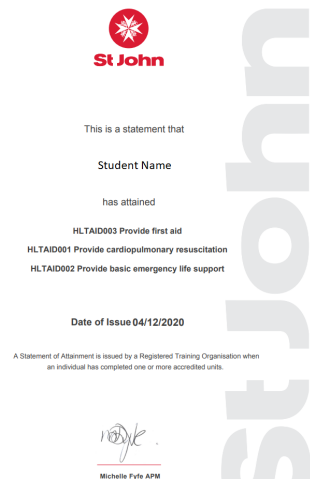 St John
This is a statement that
Student Name
has attained
HLTAID003 Provide first aid
HLTAID001 Provide cardiopulmonary resuscitation
HLTAID002 Provide basic emergency life support
Date of Issue 04/12/2020
A Statement of Attainment is issued by a Registered Training Organisation when
an individual has completed one or more accredited units.
Michelle Fyfe APM
St John